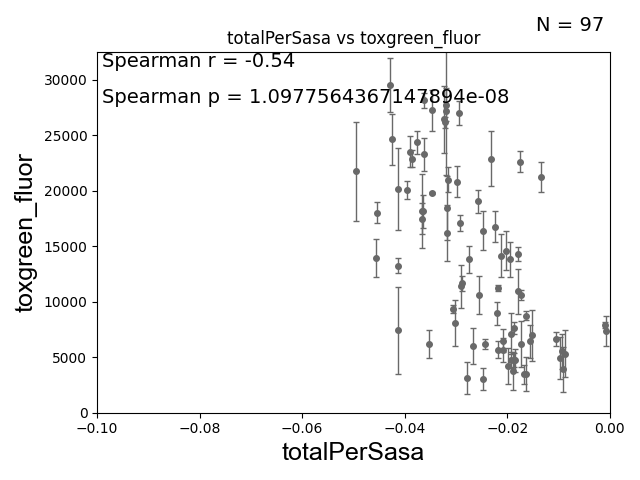 N = 97
totalPerSasa vs toxgreen_fluor
Spearman r = -0.54
Spearman p = 1.0977564367147894e-08
30000
25000
20000
15000
10000
5000
0
toxgreen_fluor
−0.10 −0.08 −0.06 −0.04 −0.02 0.00
totalPerSasa